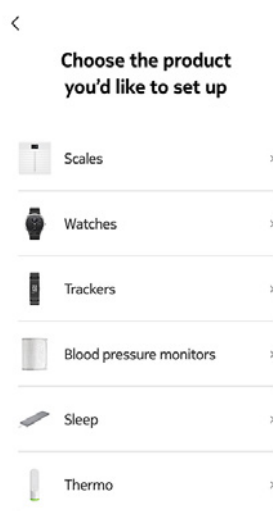 Choose the product
you'd like to set up
Scales
Watches
Trackers
Blood pressure monitors
Sleep
Thermo